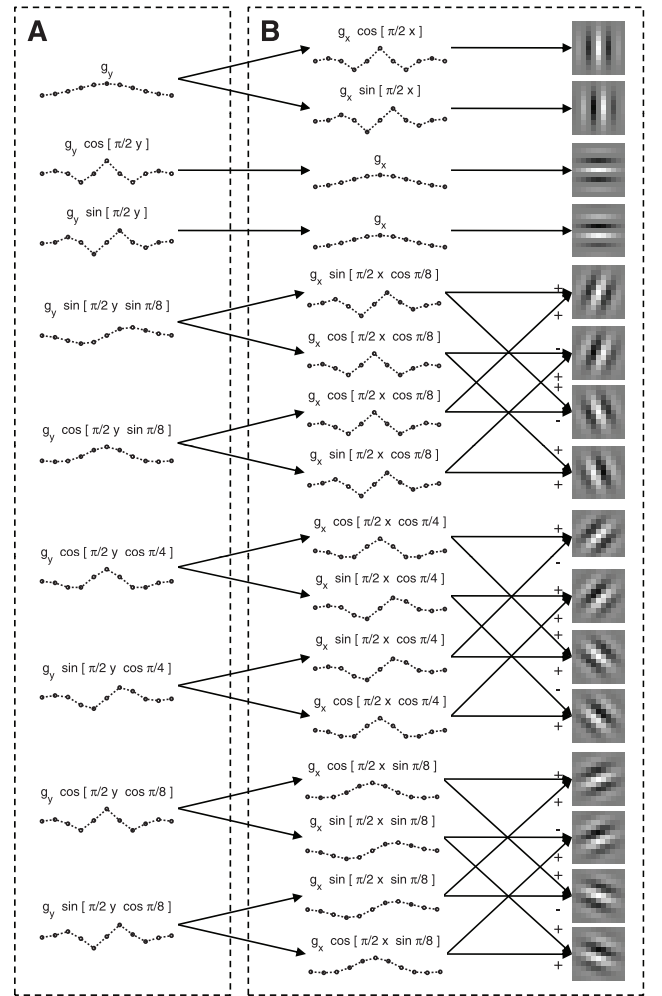 A
B
g_y
g_x cos [ π/2 x ]
g_x sin [ π/2 x ]
g_y cos [ π/2 y ]
g_x
g_y sin [ π/2 y ]
g_x
g_y sin [ π/2 y sin π/8 ]
g_x sin [ π/2 x cos π/8 ]
+
+
g_x cos [ π/2 x cos π/8 ]
-
+
g_y cos [ π/2 y sin π/8 ]
g_x cos [ π/2 x cos π/8 ]
+
-
g_x sin [ π/2 x cos π/8 ]
+
+
g_y cos [ π/2 y cos π/4 ]
g_x cos [ π/2 x cos π/4 ]
+
-
g_x sin [ π/2 x cos π/4 ]
+
+
g_y sin [ π/2 y cos π/4 ]
g_x sin [ π/2 x cos π/4 ]
+
+
g_x cos [ π/2 x cos π/4 ]
-
+
g_y cos [ π/2 y cos π/8 ]
g_x cos [ π/2 x sin π/8 ]
+
+
g_x sin [ π/2 x sin π/8 ]
-
+
g_y sin [ π/2 y cos π/8 ]
g_x sin [ π/2 x sin π/8 ]
+
-
g_x cos [ π/2 x sin π/8 ]
+
+